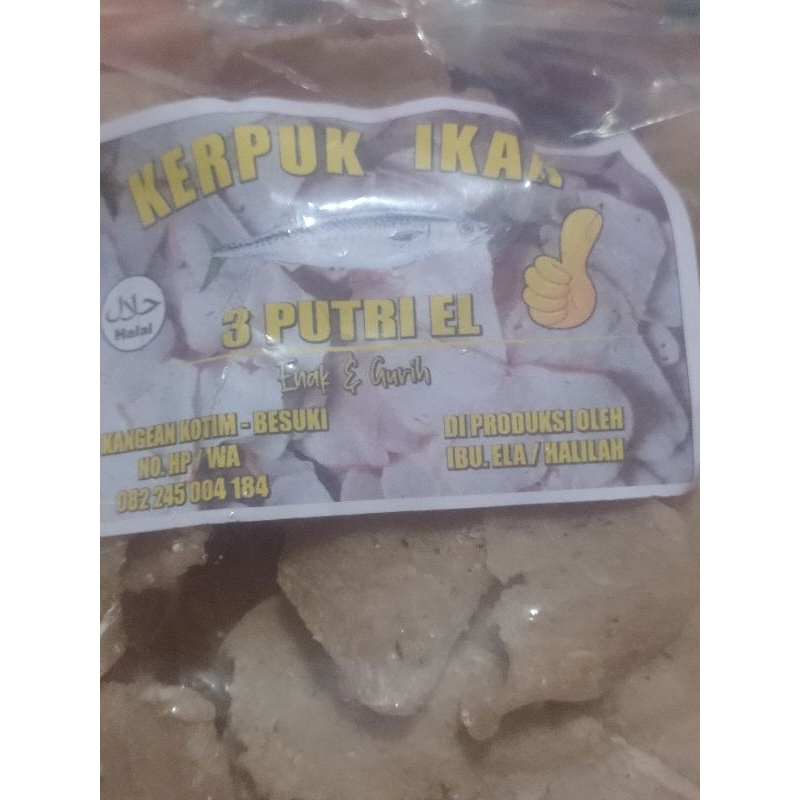 KERPUK IKAN
حلال
Halal
3 PUTRI EL
Enak & Gurih
KANGEAN KOTIM - BESUKI
NO. HP / WA
082 245 004 184
DI PRODUKSI OLEH
IBU. ELA / HALILAH